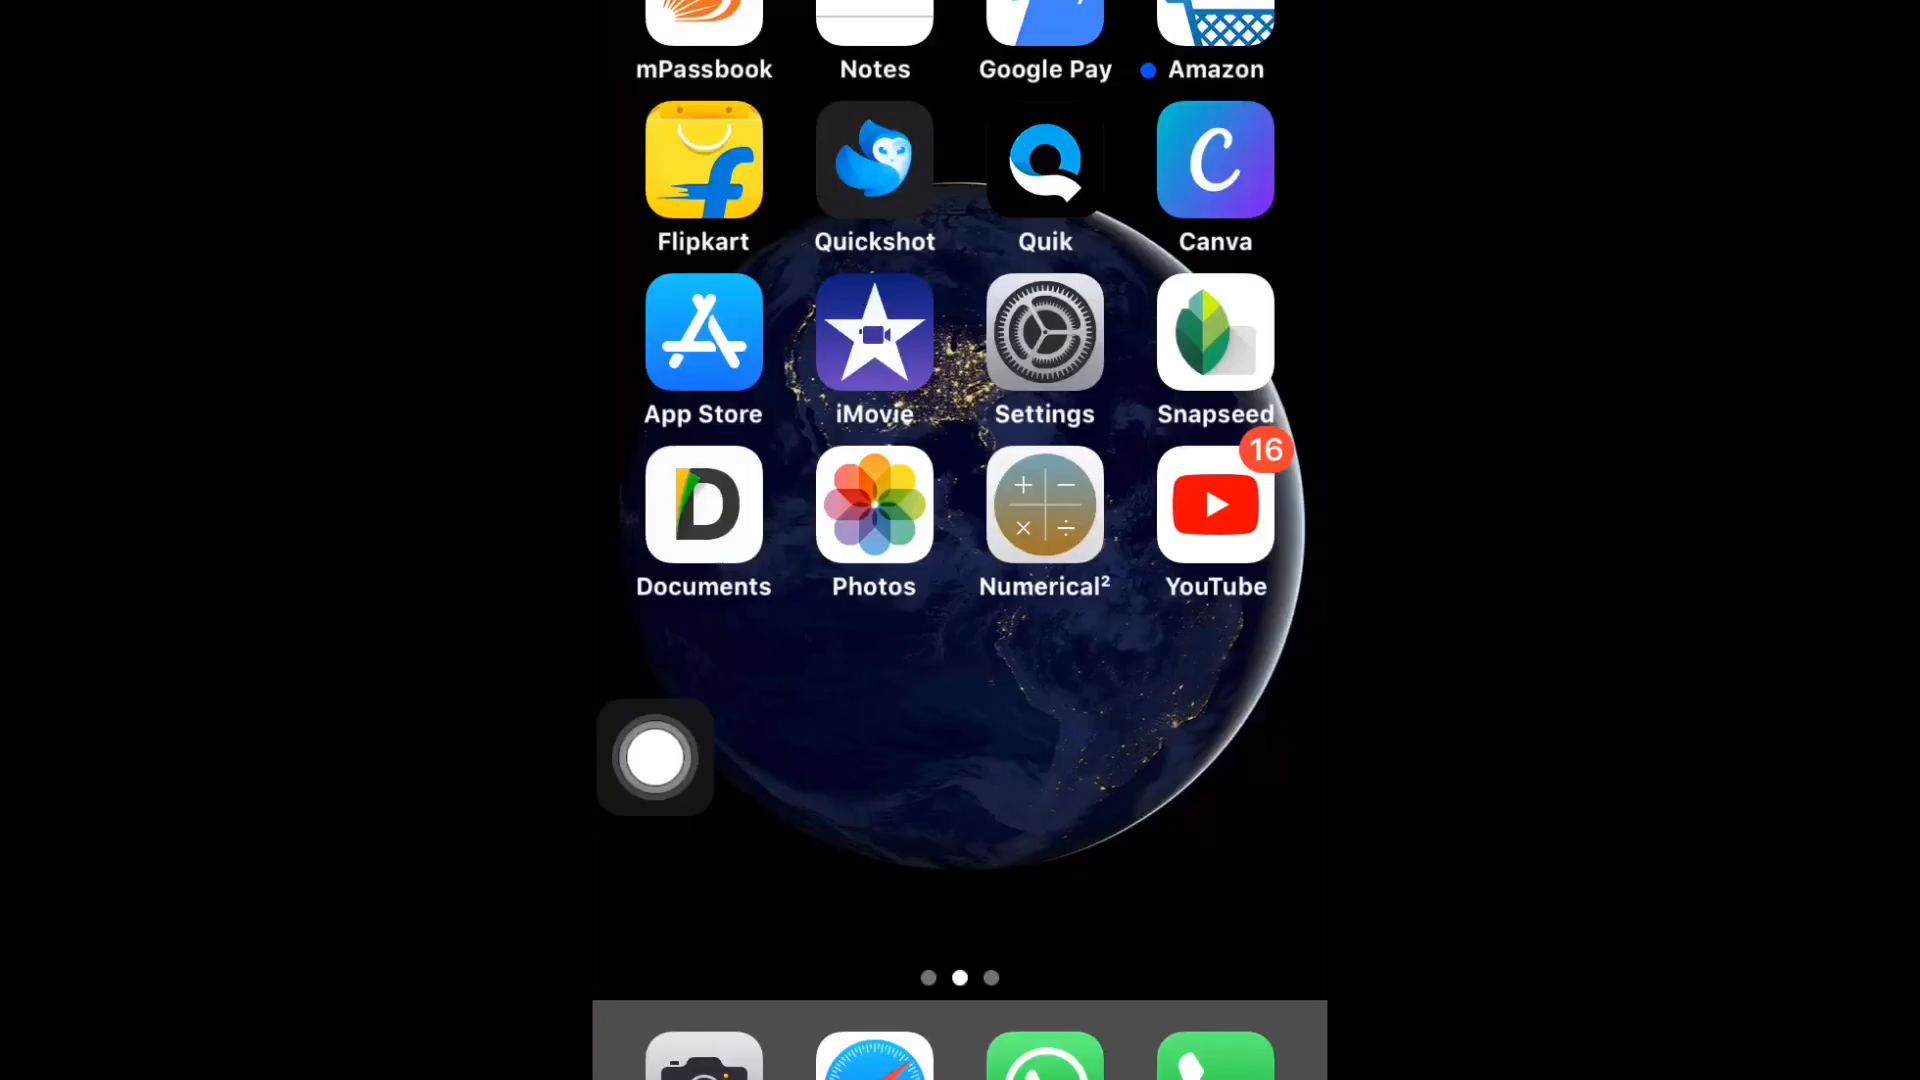 mPassbook Notes Google Pay Amazon
Flipkart Quickshot Quik Canva
App Store iMovie Settings Snapseed
16
Documents Photos Numerical² YouTube